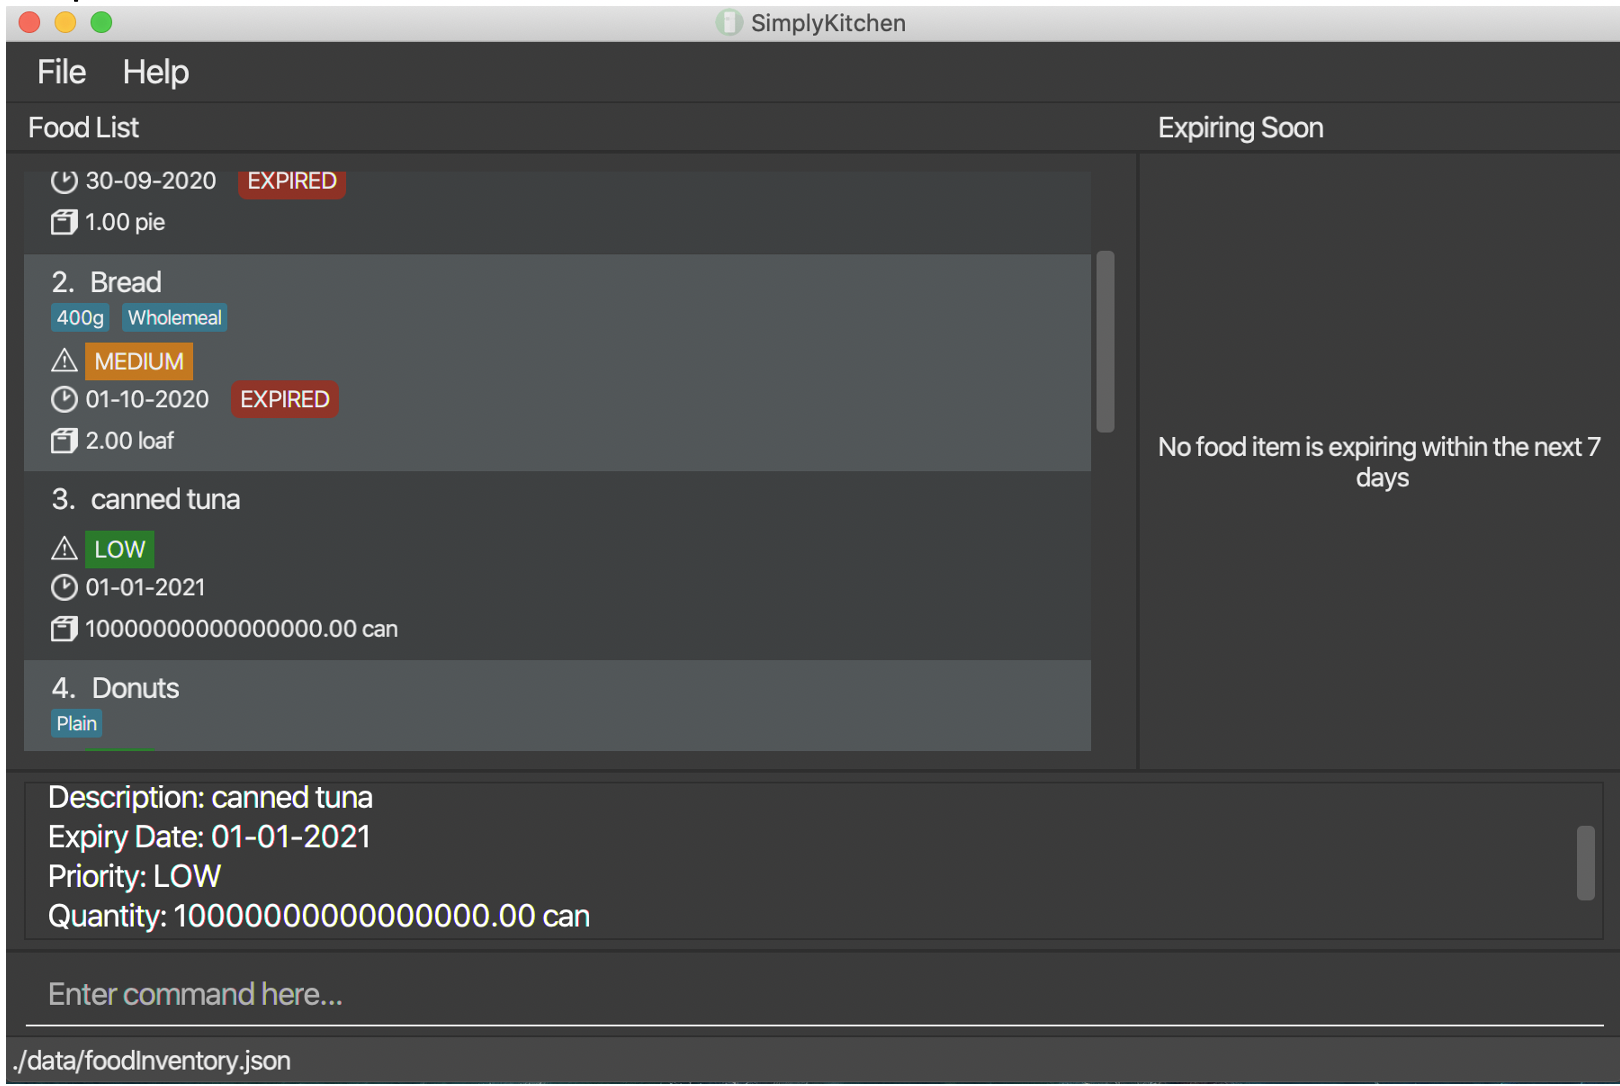 SimplyKitchen
File Help
Food List
Expiring Soon
30-09-2020 EXPIRED
1.00 pie
2. Bread
400g Wholemeal
MEDIUM
01-10-2020 EXPIRED
2.00 loaf
3. canned tuna
LOW
01-01-2021
10000000000000000.00 can
4. Donuts
Plain
No food item is expiring within the next 7
days
Description: canned tuna
Expiry Date: 01-01-2021
Priority: LOW
Quantity: 10000000000000000.00 can
Enter command here...
./data/foodInventory.json